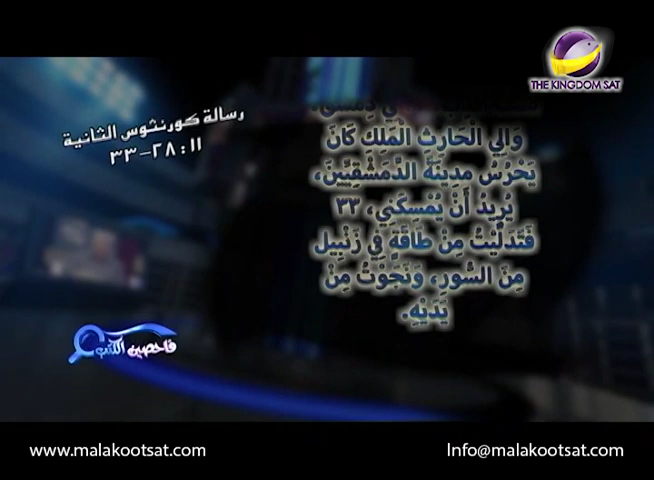 THE KINGDOM SAT
رسالة كورنثوس الثانية
١١: ٢٨-٣٣
دِمَشْقَ،
وَالِي الْحَارِثِ الْمَلِكِ كَانَ
يَحْرُسُ مَدِينَةَ الدِّمَشْقِيِّينَ،
يُرِيدُ أَنْ يُمْسِكَنِي، ٣٣
فَتَدَلَّيْتُ مِنْ طَاقَةٍ فِي زَنْبِيل
مِنَ السُّورِ، وَنَجَوْتُ مِنْ
يَدَيْهِ.
فاحصين الكتب
www.malakootsat.com
Info@malakootsat.com